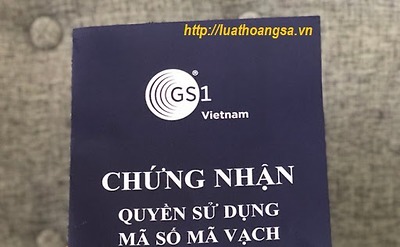 http://luathoangsa.vn
GS1
Vietnam
CHỨNG NHẬN
QUYỀN SỬ DỤNG
MÃ SỐ MÃ VẠCH